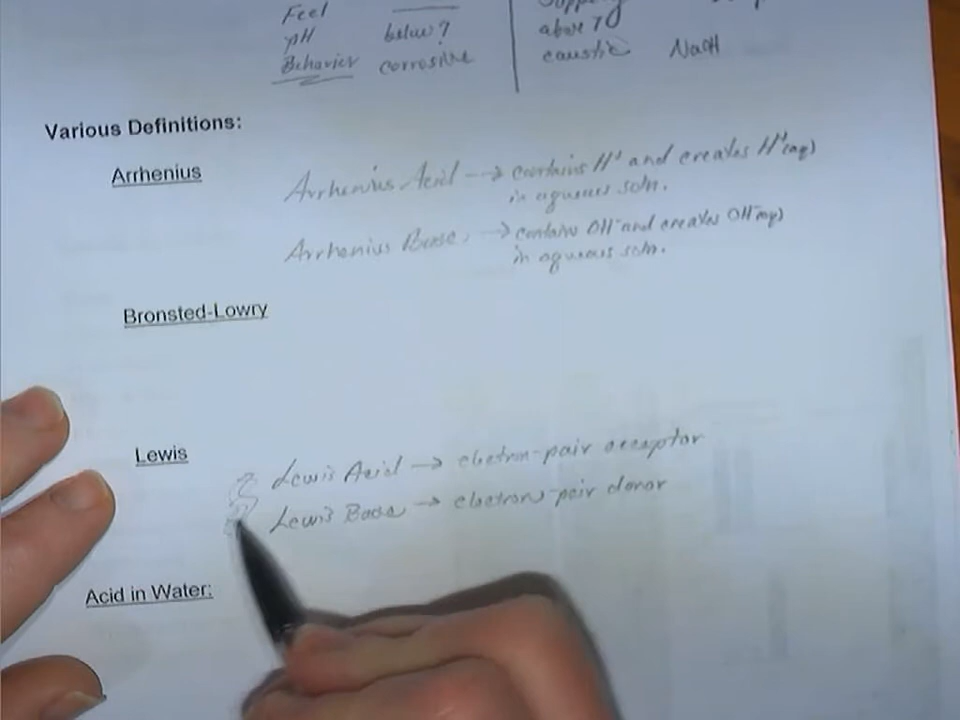 Feel
pH below 7 above 7
Behavior corrosive caustic NaOH
Various Definitions:
Arrhenius Arrhenius Acid → contains H⁺ and creates H⁺(aq)
in aqueous soln.
Arrhenius Base → contains OH⁻ and creates OH⁻(aq)
in aqueous soln.
Bronsted-Lowry
Lewis Lewis Acid → electron-pair acceptor
Lewis Base → electron-pair donor
Acid in Water: